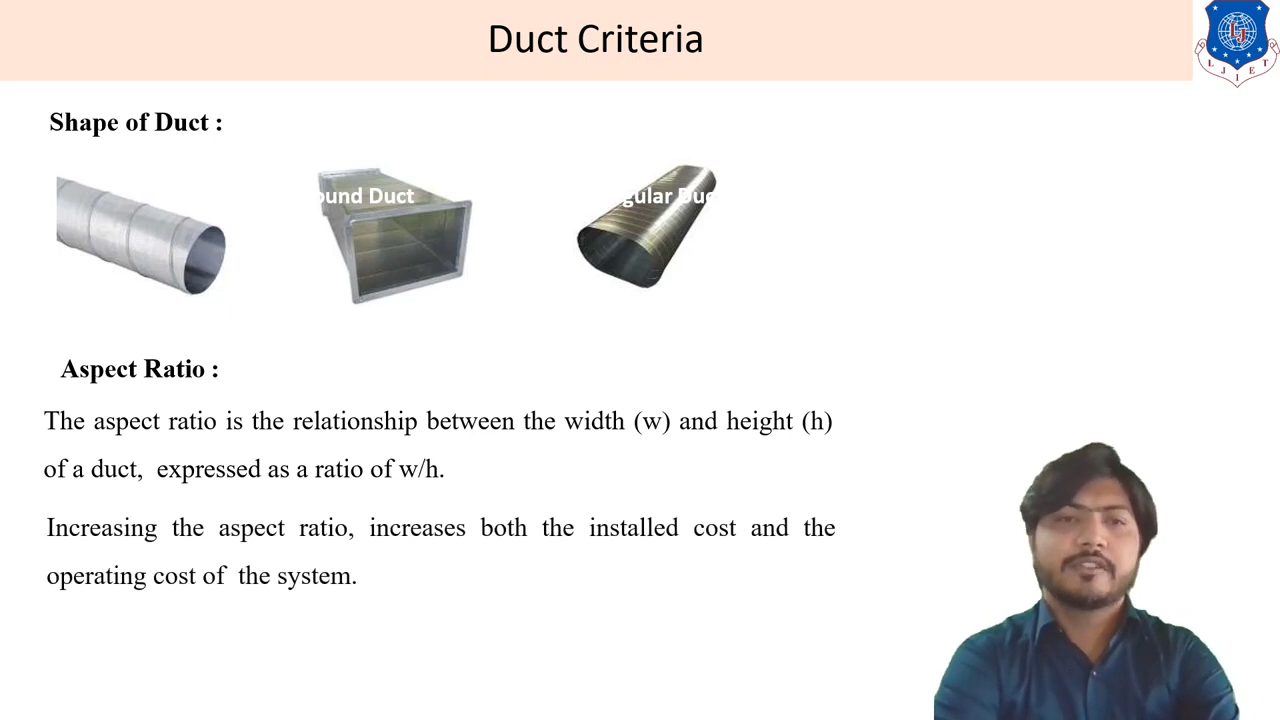 Duct Criteria
L J I E T
Shape of Duct :
ound Duct
gular Duc
Aspect Ratio :
The aspect ratio is the relationship between the width (w) and height (h)
of a duct, expressed as a ratio of w/h.
Increasing the aspect ratio, increases both the installed cost and the
operating cost of the system.